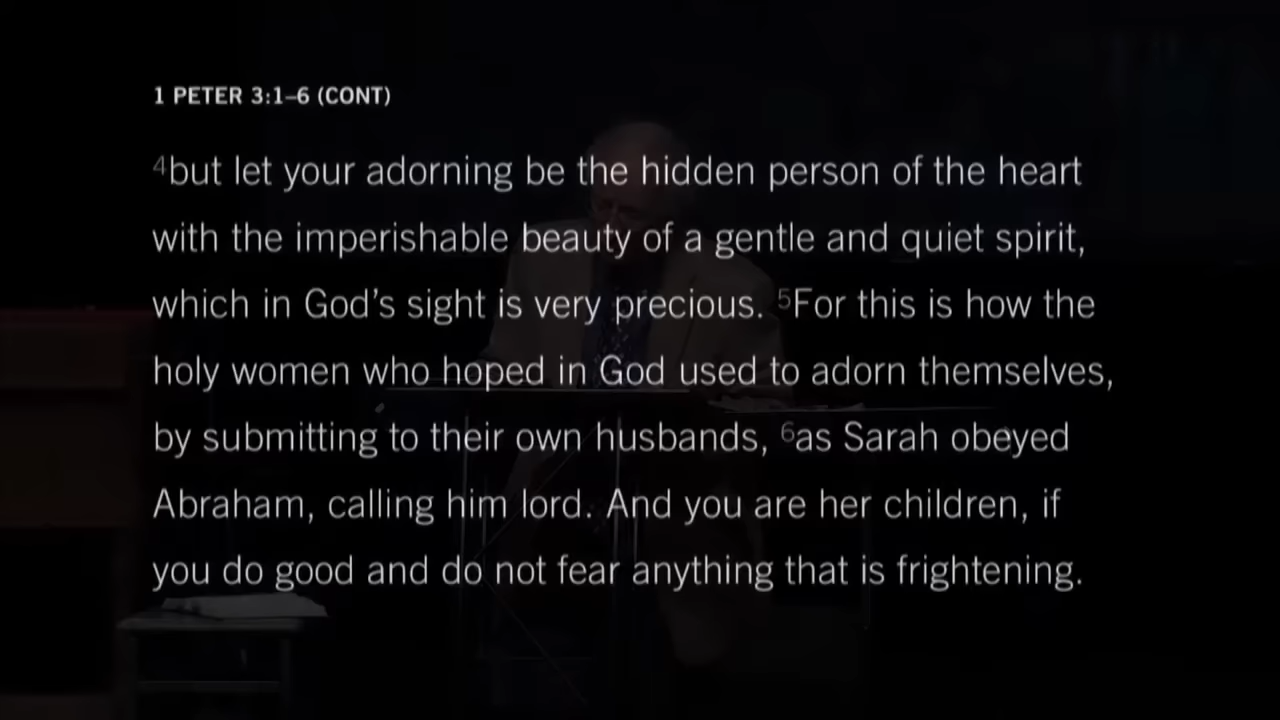 1 PETER 3:1–6 (CONT)
4but let your adorning be the hidden person of the heart
with the imperishable beauty of a gentle and quiet spirit,
which in God’s sight is very precious. 5For this is how the
holy women who hoped in God used to adorn themselves,
by submitting to their own husbands, 6as Sarah obeyed
Abraham, calling him lord. And you are her children, if
you do good and do not fear anything that is frightening.